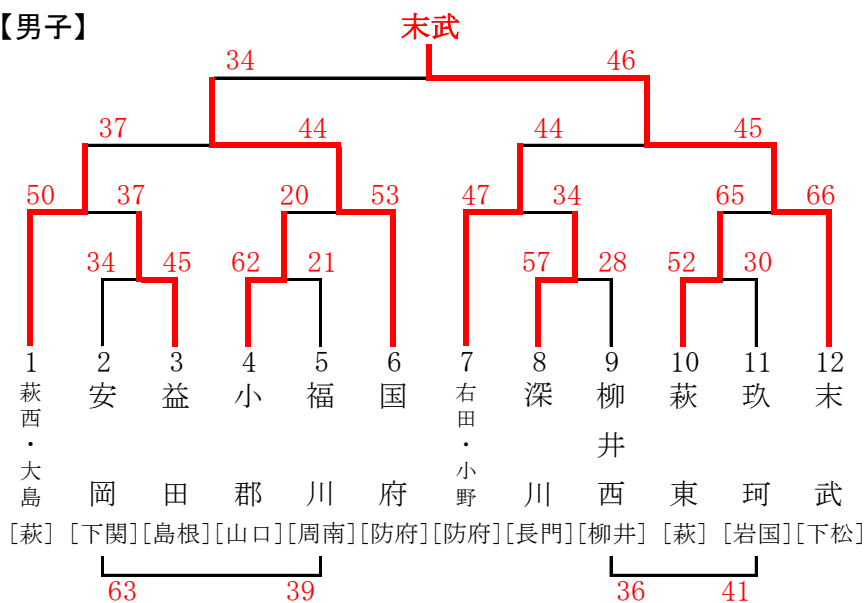 【男子】
末武
34 46
37 44 44 45
50 37 20 53 47 34 65 66
34 45 62 21 57 28 52 30
1 2 3 4 5 6 7 8 9 10 11 12
萩西・大島
安岡
益田
小郡
福川
国府
右田・小野
深川
柳井西
萩東
玖珂
末武
[萩] [下関] [島根] [山口] [周南] [防府] [防府] [長門] [柳井] [萩] [岩国] [下松]
63 39 36 41